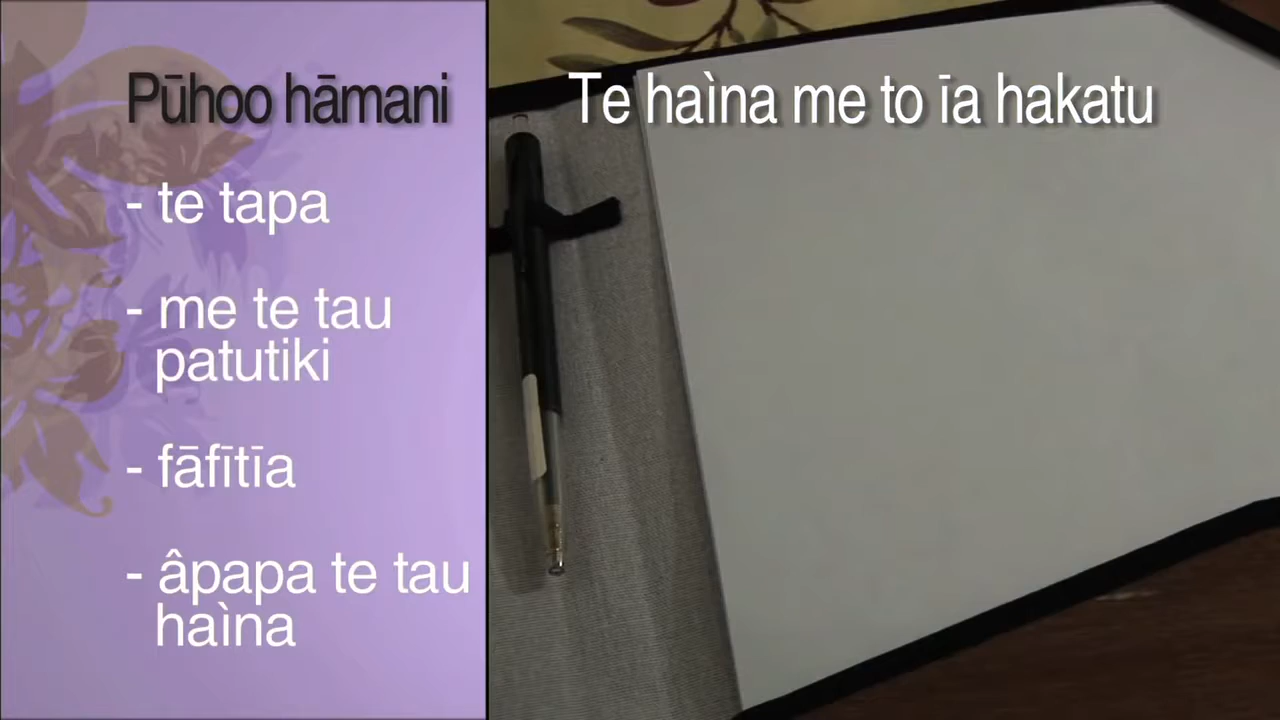 Pūhoo hāmani
- te tapa
- me te tau
patutiki
- fāfītīa
- âpapa te tau
haìna
Te haìna me to īa hakatu